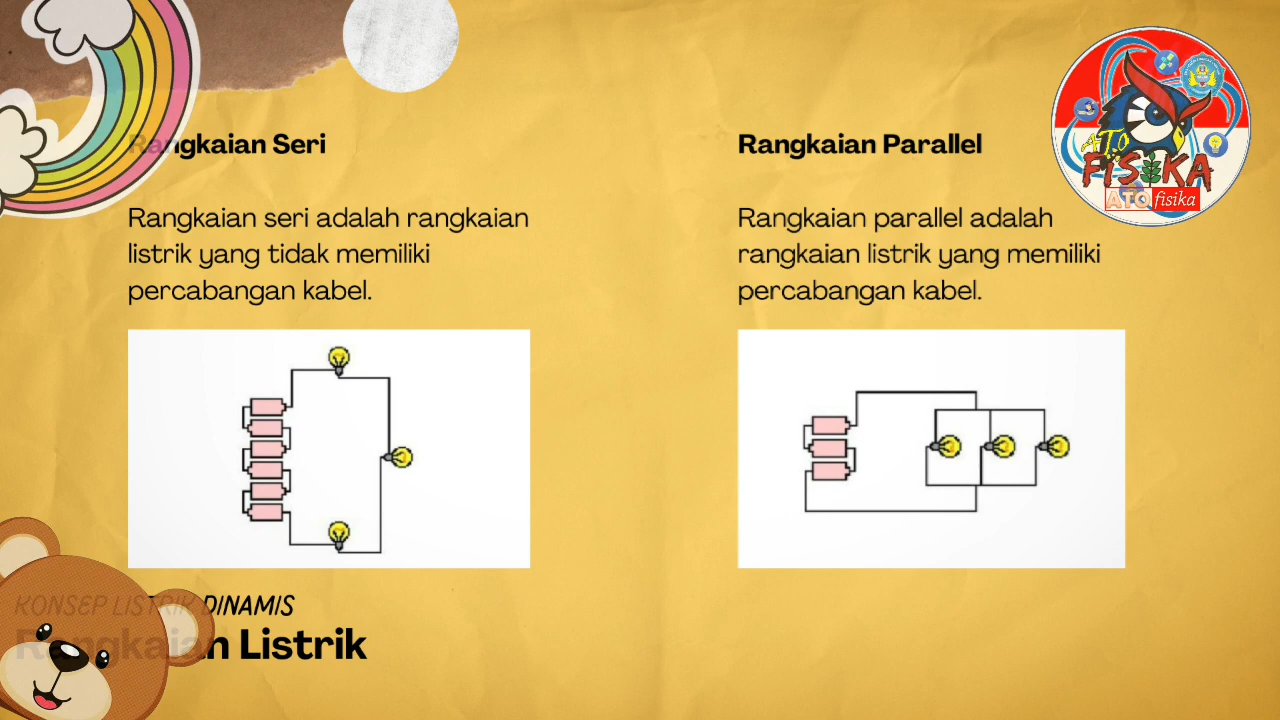 Rangkaian Seri
Rangkaian seri adalah rangkaian
listrik yang tidak memiliki
percabangan kabel.
Rangkaian Parallel
Rangkaian parallel adalah
rangkaian listrik yang memiliki
percabangan kabel.
ATO
FISIKA
ATO fisika
KONSEP LISTRIK DINAMIS
Rangkaian Listrik